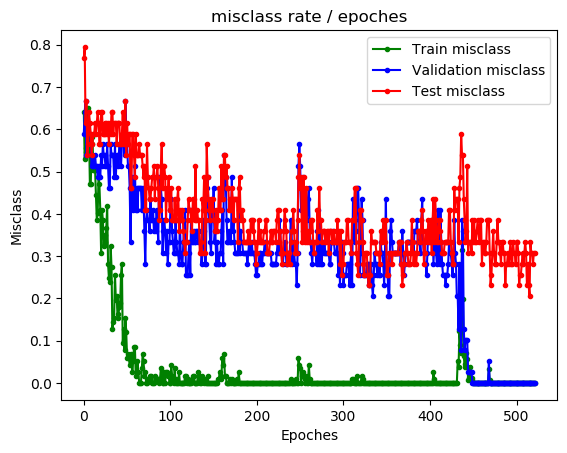 misclass rate / epoches
Train misclass
Validation misclass
Test misclass
Misclass
0.8
0.7
0.6
0.5
0.4
0.3
0.2
0.1
0.0
0 100 200 300 400 500
Epoches